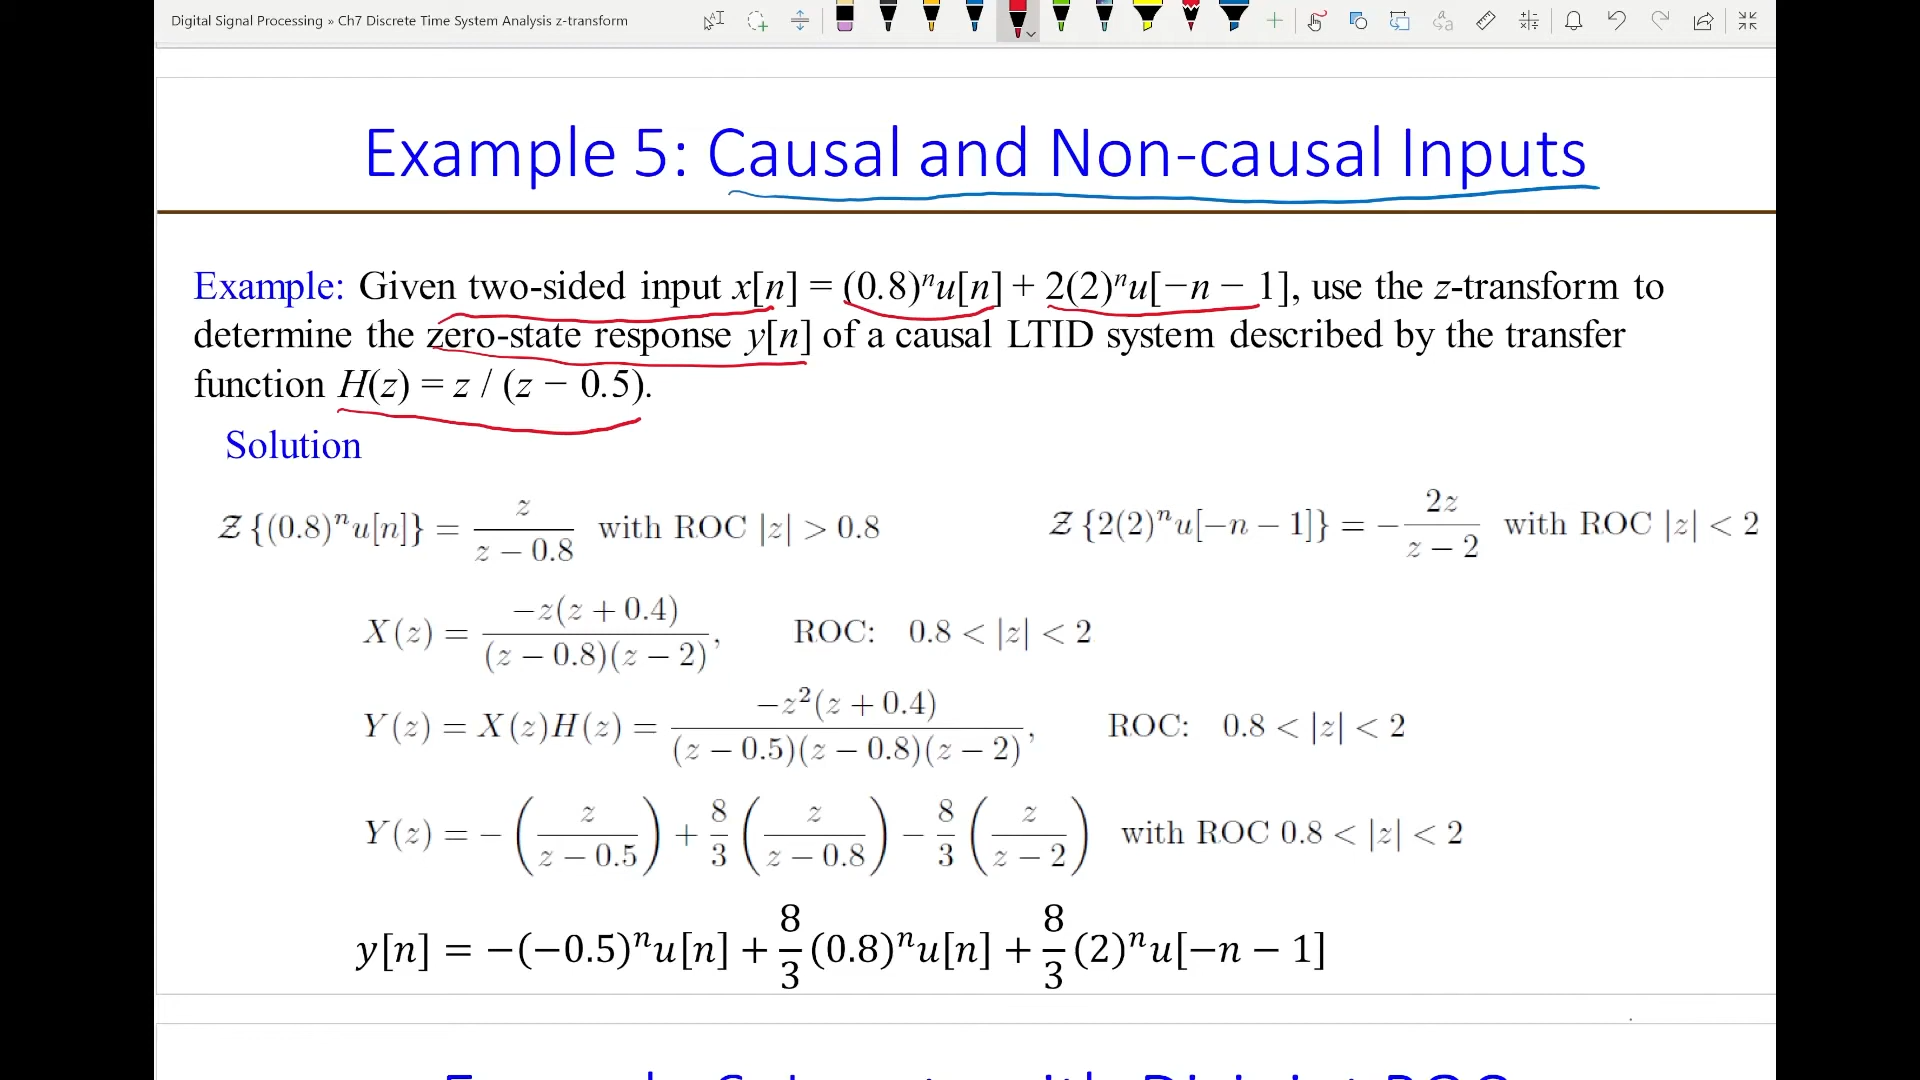 Digital Signal Processing » Ch7 Discrete Time System Analysis z-transform
Example 5: Causal and Non-causal Inputs
Example: Given two-sided input x[n] = (0.8)ⁿu[n] + 2(2)ⁿu[−n − 1], use the z-transform to
determine the zero-state response y[n] of a causal LTID system described by the transfer
function H(z) = z / (z − 0.5).
Solution
𝒵 {(0.8)ⁿu[n]} = z/(z − 0.8) with ROC |z| > 0.8
𝒵 {2(2)ⁿu[−n − 1]} = −2z/(z − 2) with ROC |z| < 2
X(z) = −z(z + 0.4)/((z − 0.8)(z − 2)), ROC: 0.8 < |z| < 2
Y(z) = X(z)H(z) = −z²(z + 0.4)/((z − 0.5)(z − 0.8)(z − 2)), ROC: 0.8 < |z| < 2
Y(z) = −(z/(z − 0.5)) + 8/3 (z/(z − 0.8)) − 8/3 (z/(z − 2)) with ROC 0.8 < |z| < 2
y[n] = −(−0.5)ⁿu[n] + 8/3 (0.8)ⁿu[n] + 8/3 (2)ⁿu[−n − 1]